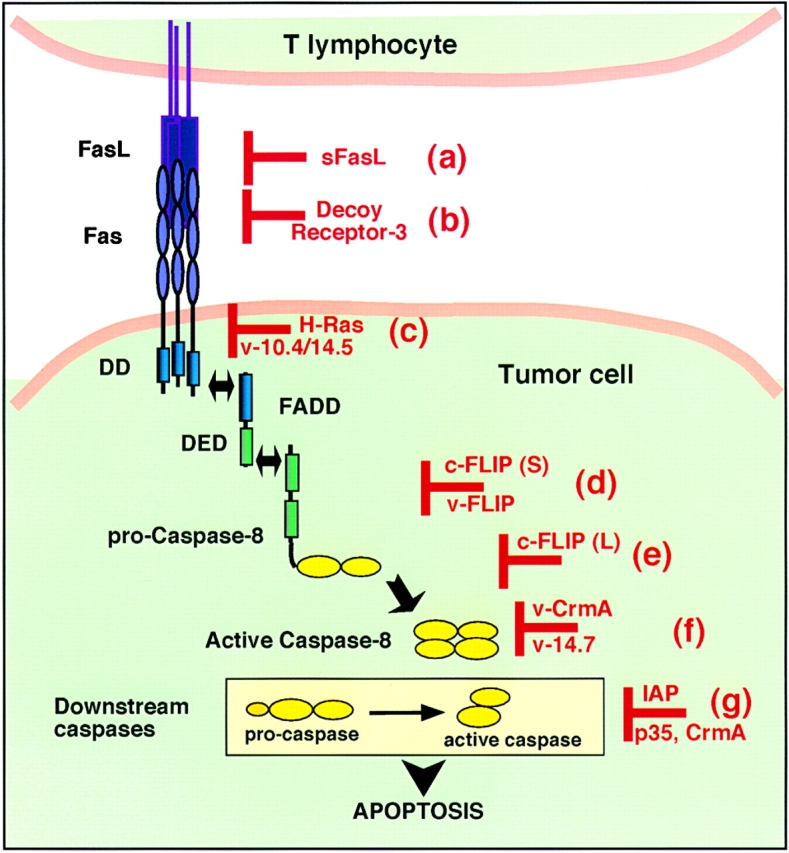 T lymphocyte
FasL
sFasL
(a)
Fas
Decoy
Receptor-3
(b)
H-Ras
v-10.4/14.5
(c)
DD
Tumor cell
FADD
DED
c-FLIP (S)
v-FLIP
(d)
pro-Caspase-8
c-FLIP (L)
(e)
v-CrmA
v-14.7
(f)
Active Caspase-8
Downstream
caspases
pro-caspase
active caspase
IAP
p35, CrmA
(g)
APOPTOSIS